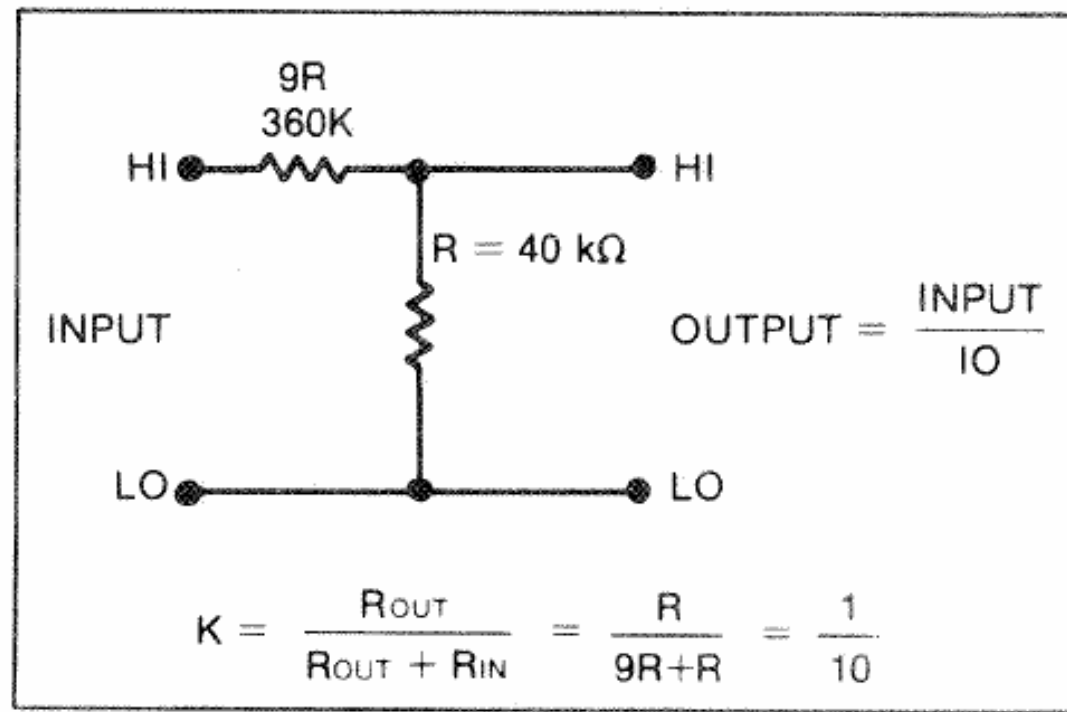 9R
360K
HI
HI
R = 40 kΩ
INPUT
OUTPUT = INPUT / IO
LO
LO
K = ROUT / ROUT + RIN = R / 9R+R = 1 / 10